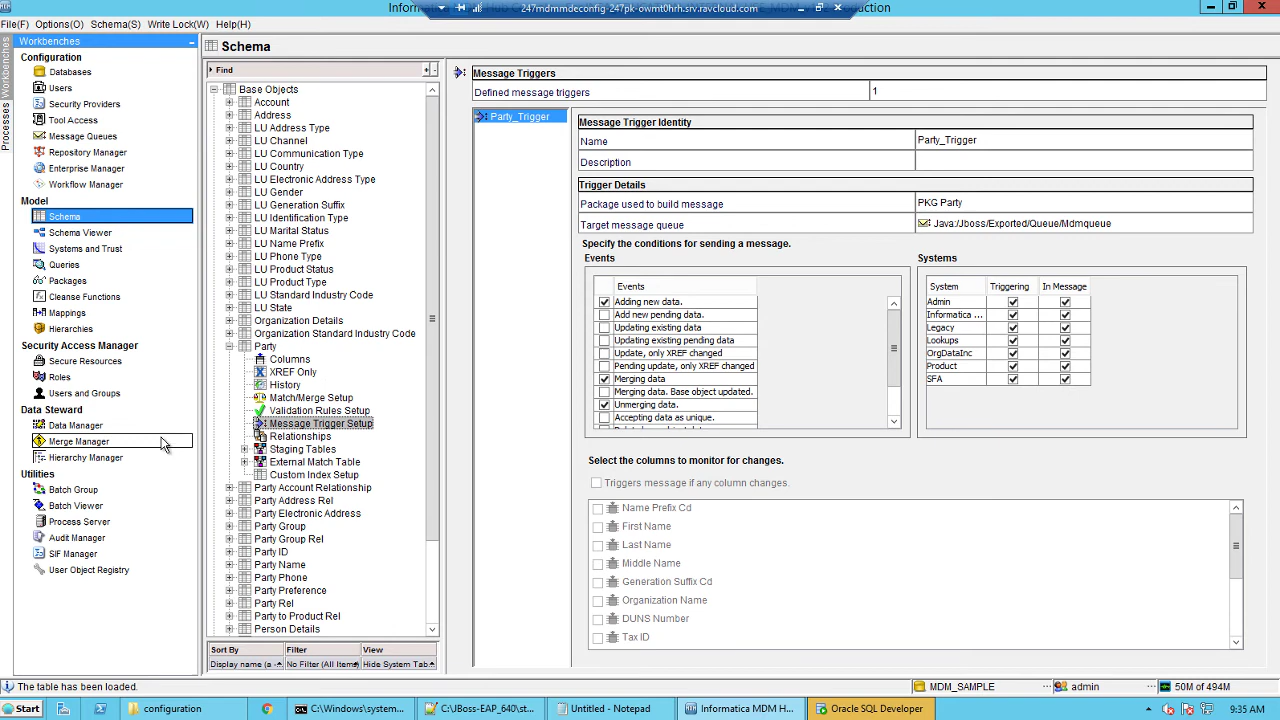 Informatica
247mdmmdeconfig-247pk-owmt0hrh.srv.ravcloud.com
oduction
File(F) Options(O) Schema(S) Write Lock(W) Help(H)
Workbenches
Processes
Workbenches
Configuration
Databases
Users
Security Providers
Tool Access
Message Queues
Repository Manager
Enterprise Manager
Workflow Manager
Model
Schema
Schema Viewer
Systems and Trust
Queries
Packages
Cleanse Functions
Mappings
Hierarchies
Security Access Manager
Secure Resources
Roles
Users and Groups
Data Steward
Data Manager
Merge Manager
Hierarchy Manager
Utilities
Batch Group
Batch Viewer
Process Server
Audit Manager
SIF Manager
User Object Registry
Schema
Find
Base Objects
Account
Address
LU Address Type
LU Channel
LU Communication Type
LU Country
LU Electronic Address Type
LU Gender
LU Generation Suffix
LU Identification Type
LU Marital Status
LU Name Prefix
LU Phone Type
LU Product Status
LU Product Type
LU Standard Industry Code
LU State
Organization Details
Organization Standard Industry Code
Party
Columns
XREF Only
History
Match/Merge Setup
Validation Rules Setup
Message Trigger Setup
Relationships
Staging Tables
External Match Table
Custom Index Setup
Party Account Relationship
Party Address Rel
Party Electronic Address
Party Group
Party Group Rel
Party ID
Party Name
Party Phone
Party Preference
Party Rel
Party to Product Rel
Person Details
Sort By Filter View
Display name (a - No Filter (All Items) Hide System Tab
Message Triggers
Defined message triggers 1
Party_Trigger
Message Trigger Identity
Name Party_Trigger
Description
Trigger Details
Package used to build message PKG Party
Target message queue Java:/Jboss/Exported/Queue/Mdmqueue
Specify the conditions for sending a message.
Events
Events
Adding new data.
Add new pending data.
Updating existing data
Updating existing pending data
Update, only XREF changed
Pending update, only XREF changed
Merging data
Merging data. Base object updated.
Unmerging data.
Accepting data as unique.
Systems
System Triggering In Message
Admin
Informatica ...
Legacy
Lookups
OrgDataInc
Product
SFA
Select the columns to monitor for changes.
Triggers message if any column changes.
Name Prefix Cd
First Name
Last Name
Middle Name
Generation Suffix Cd
Organization Name
DUNS Number
Tax ID
The table has been loaded.
MDM_SAMPLE
admin
50M of 494M
Start
configuration
C:\Windows\system...
C:\JBoss-EAP_640\st...
Untitled - Notepad
Informatica MDM H...
Oracle SQL Developer
9:35 AM